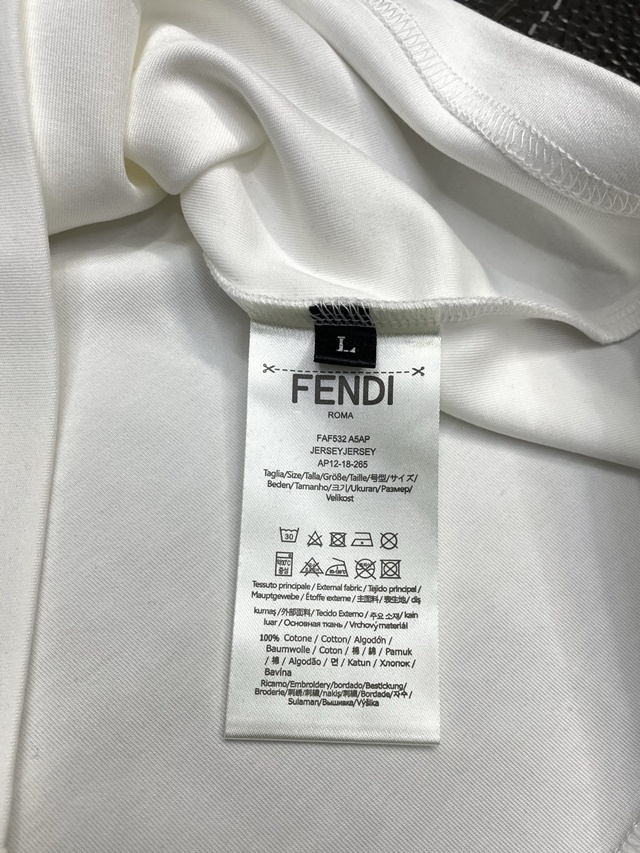 L
FENDI
ROMA
FAF532 A5AP
JERSEYJERSEY
AP12-18-265
Taglia/Size/Talla/Größe/Taille/号型/サイズ/
Beden/Tamanho/크기/Ukuran/Размер/
Velikost
30
Tessuto principale / External fabric / Tejido principal /
Mauptgewebe / Étoffe externe / 主面料 / 表生地/ dış
kumaş/外部面料/ Tecido Externo / 주요 소재/ kain
luar / Основная ткань / Vrchový materiál
100% Cotone / Cotton/ Algodón /
Baumwolle / Coton / 棉 / 綿 / Pamuk
/ 棉 / Algodão / 면 / Katun / Хлопок /
Bavlna
Ricamo/Embroidery/bordado/Bestickung/
Broderie/刺绣/刺繍/nakış/刺繡/Bordade/자수/
Sulaman/Вышивка/Výšika